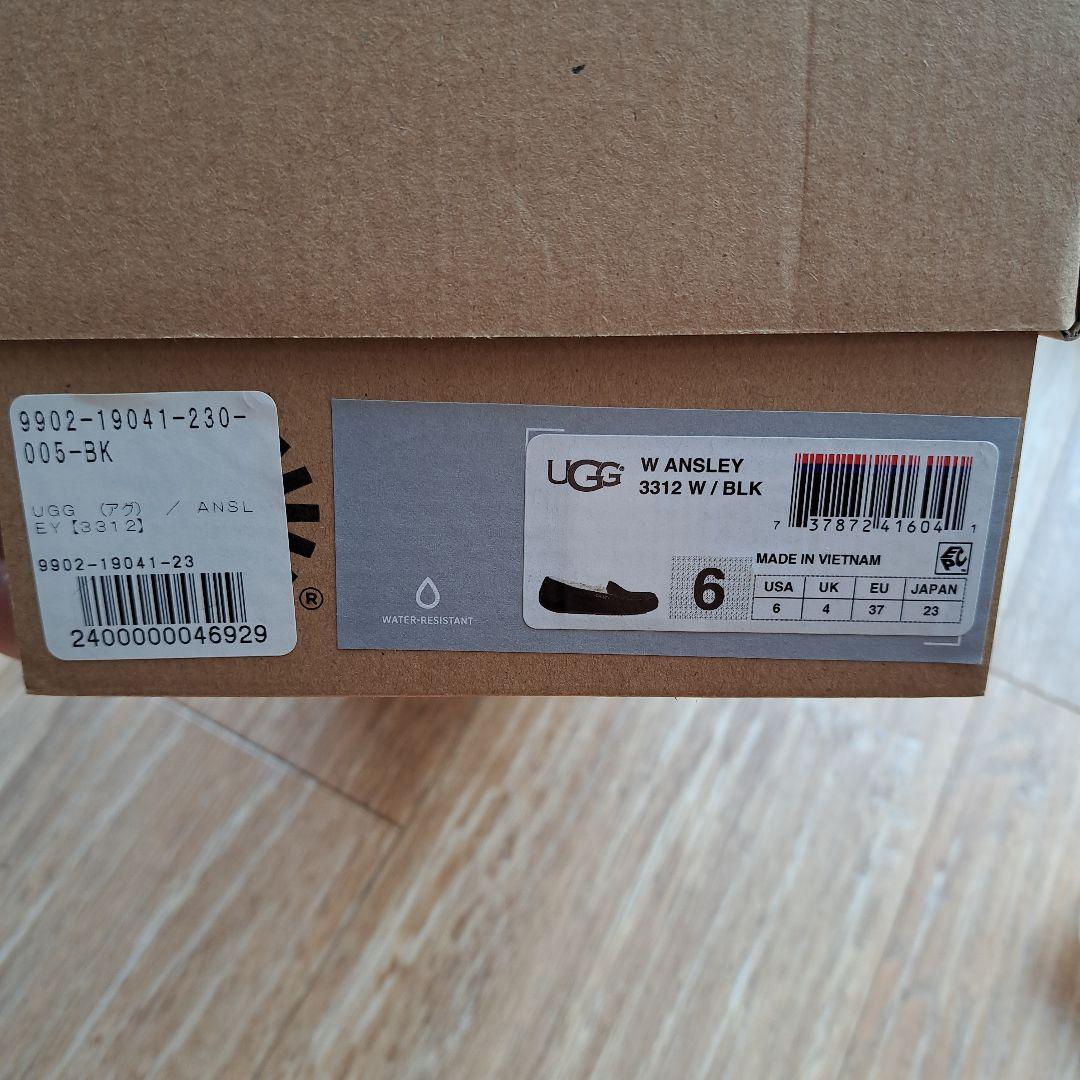 9902-19041-230-
005-BK
UGG (アグ) ／ ANSL
EY【3312】
9902-19041-23
2400000046929
®
WATER-RESISTANT
UGG®
W ANSLEY
3312 W / BLK
7 37872 41604 1
6
MADE IN VIETNAM
USA UK EU JAPAN
6 4 37 23